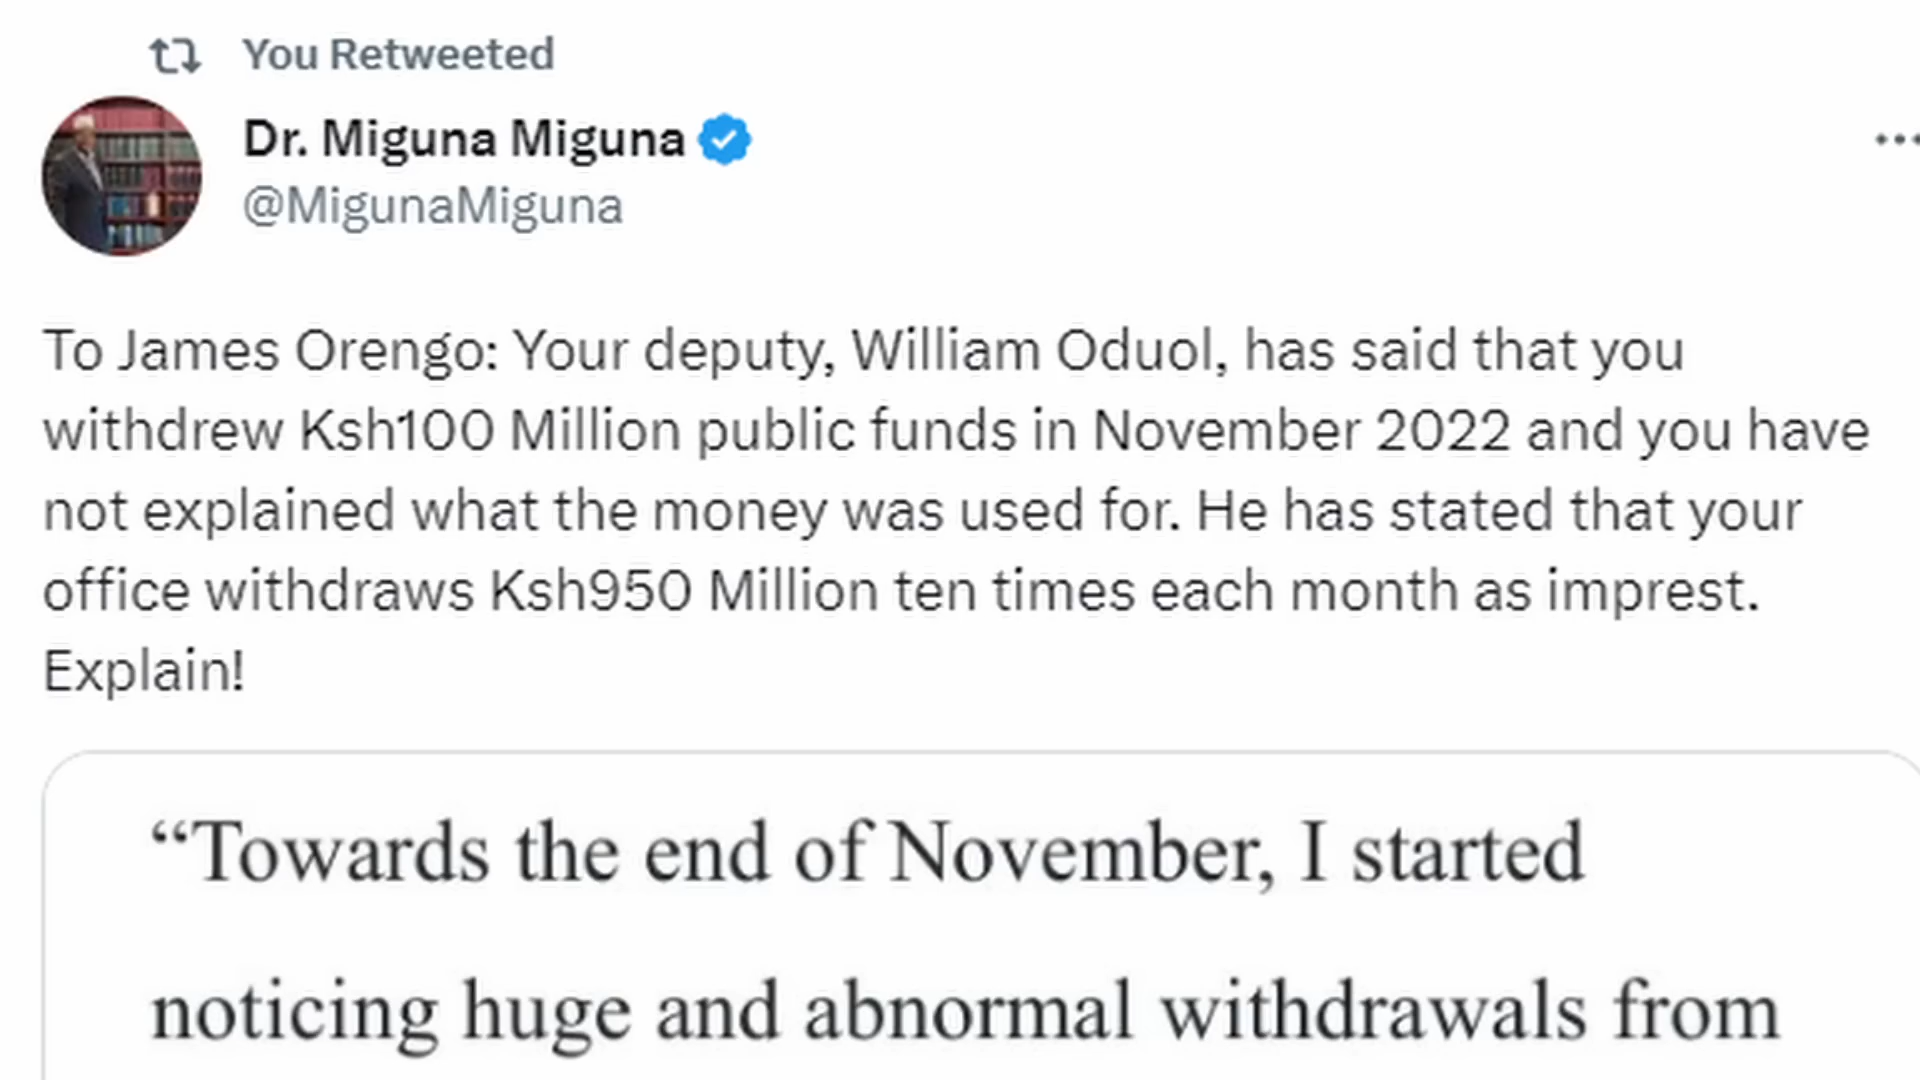 You Retweeted
Dr. Miguna Miguna
@MigunaMiguna
To James Orengo: Your deputy, William Oduol, has said that you
withdrew Ksh100 Million public funds in November 2022 and you have
not explained what the money was used for. He has stated that your
office withdraws Ksh950 Million ten times each month as imprest.
Explain!
“Towards the end of November, I started
noticing huge and abnormal withdrawals from